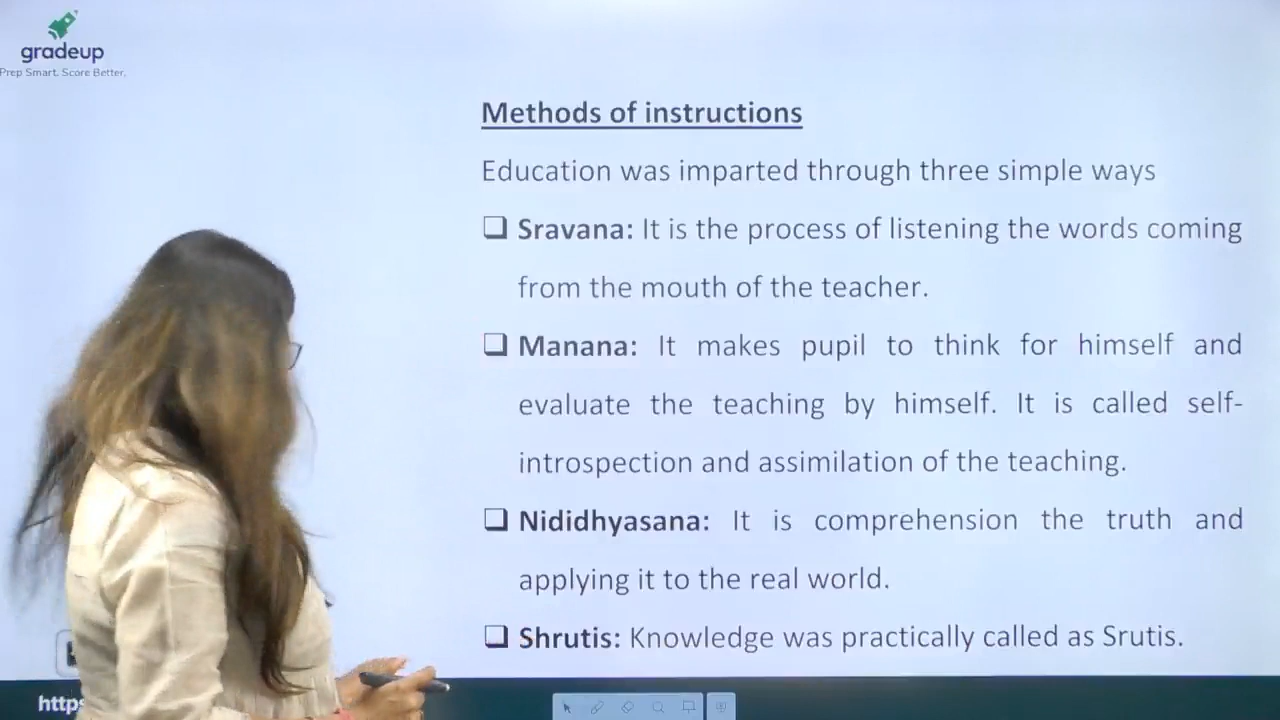 gradeup
Prep Smart. Score Better.
Methods of instructions
Education was imparted through three simple ways
Sravana: It is the process of listening the words coming
from the mouth of the teacher.
Manana: It makes pupil to think for himself and
evaluate the teaching by himself. It is called self-
introspection and assimilation of the teaching.
Nididhyasana: It is comprehension the truth and
applying it to the real world.
Shrutis: Knowledge was practically called as Srutis.
https